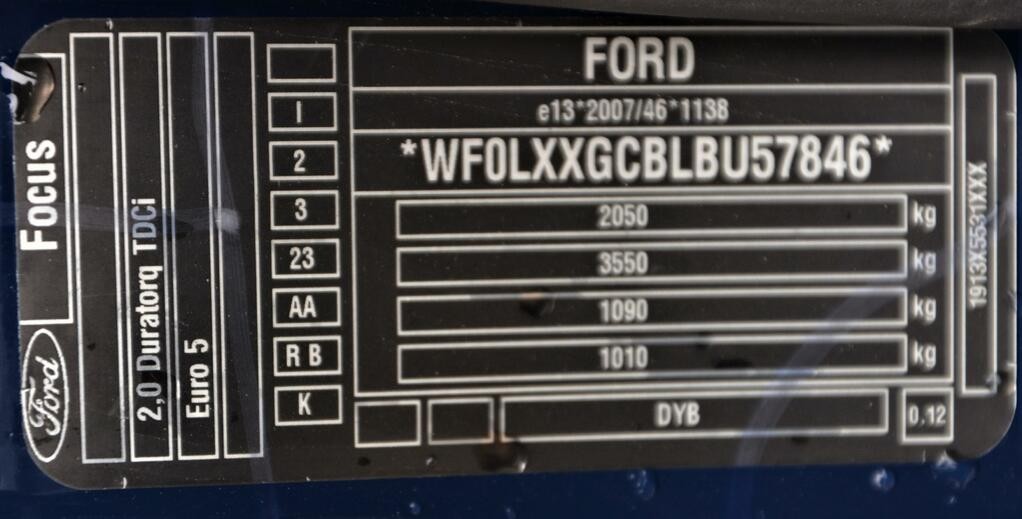 Ford
Focus
2,0 Duratorq TDCi
Euro 5
I
2
3
23
AA
R B
K
FORD
e13*2007/46*1138
*WF0LXXGCBLBU57846*
2050 kg
3550 kg
1090 kg
1010 kg
DYB
0.12
1913X5531XXX